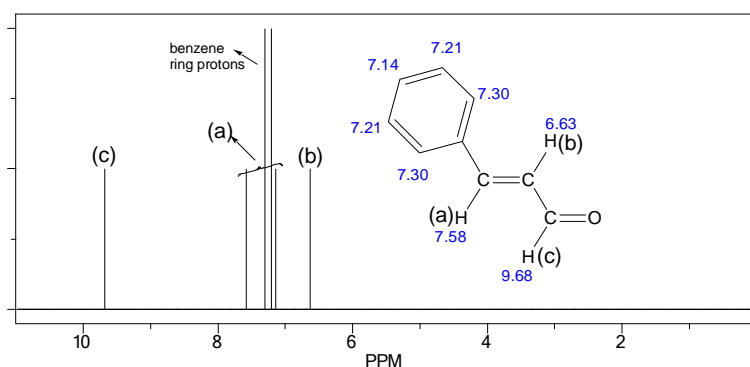 benzene
ring protons
7.21
7.14
7.30
(a)
6.63
7.21
H(b)
(c)
(b)
7.30
C
C
(a)H
C
O
7.58
H(c)
9.68
10
8
6
4
2
PPM